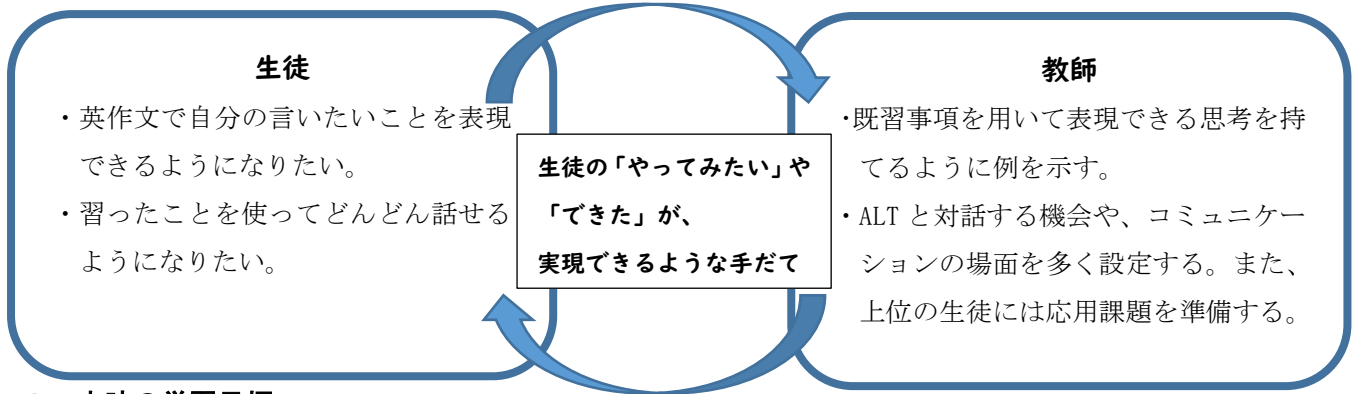 生徒
・英作文で自分の言いたいことを表現
できるようになりたい。
・習ったことを使ってどんどん話せる
ようになりたい。
生徒の「やってみたい」や
「できた」が、
実現できるような手だて
教師
・既習事項を用いて表現できる思考を持
てるように例を示す。
・ALT と対話する機会や、コミュニケー
ションの場面を多く設定する。また、
上位の生徒には応用課題を準備する。